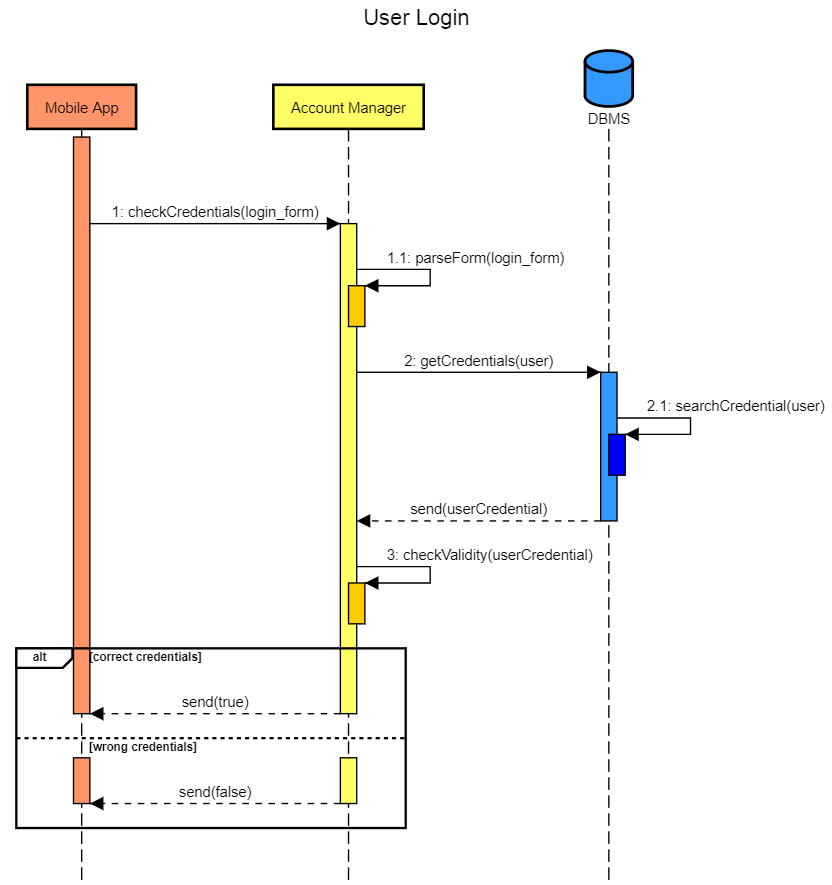 User Login
Mobile App
Account Manager
DBMS
1: checkCredentials(login_form)
1.1: parseForm(login_form)
2: getCredentials(user)
2.1: searchCredential(user)
send(userCredential)
3: checkValidity(userCredential)
alt
[correct credentials]
send(true)
[wrong credentials]
send(false)